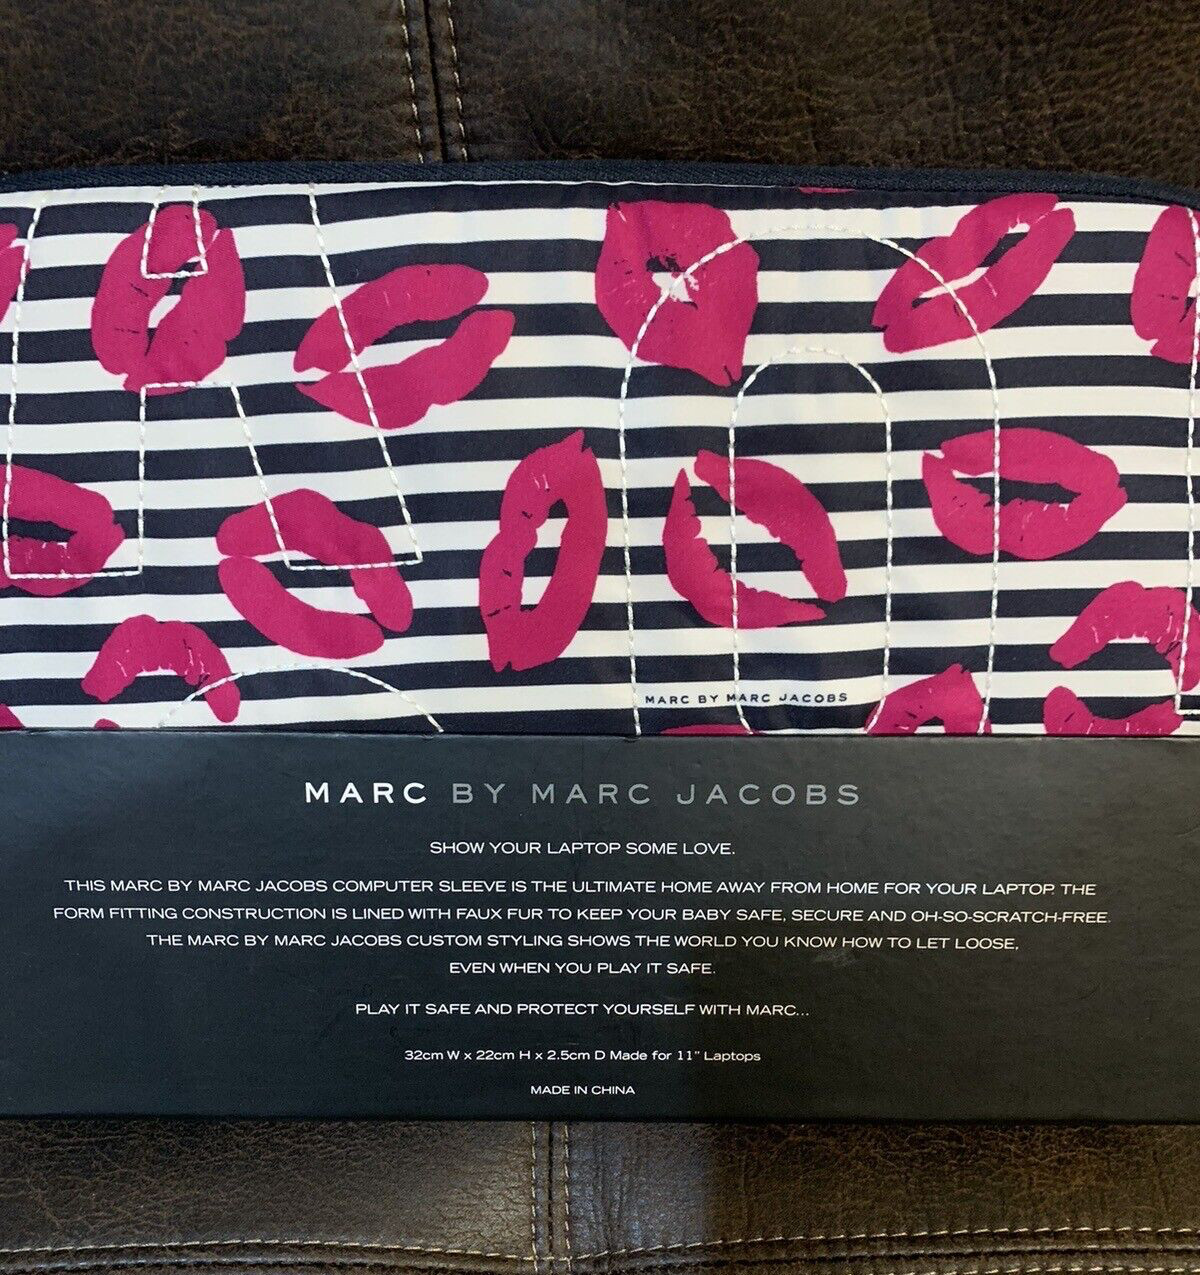 MARC BY MARC JACOBS
MARC BY MARC JACOBS
SHOW YOUR LAPTOP SOME LOVE.
THIS MARC BY MARC JACOBS COMPUTER SLEEVE IS THE ULTIMATE HOME AWAY FROM HOME FOR YOUR LAPTOP. THE
FORM FITTING CONSTRUCTION IS LINED WITH FAUX FUR TO KEEP YOUR BABY SAFE, SECURE AND OH-SO-SCRATCH-FREE.
THE MARC BY MARC JACOBS CUSTOM STYLING SHOWS THE WORLD YOU KNOW HOW TO LET LOOSE,
EVEN WHEN YOU PLAY IT SAFE.
PLAY IT SAFE AND PROTECT YOURSELF WITH MARC...
32cm W x 22cm H x 2.5cm D Made for 11" Laptops
MADE IN CHINA